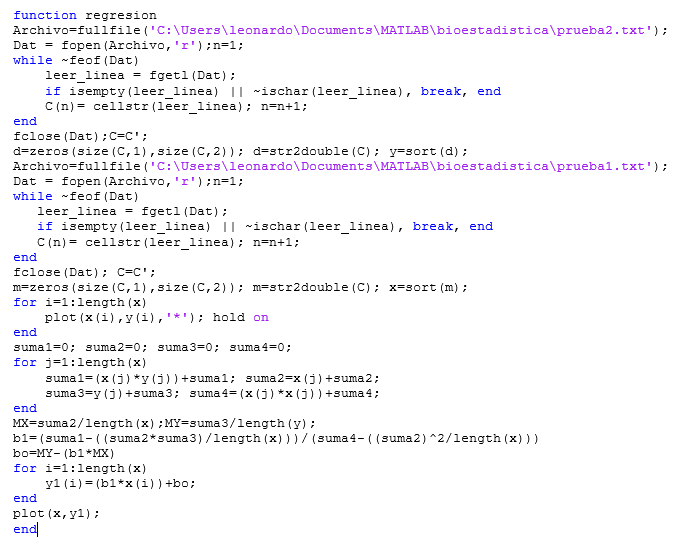 function regresion
Archivo=fullfile('C:\Users\leonardo\Documents\MATLAB\bioestadistica\prueba2.txt');
Dat = fopen(Archivo,'r');n=1;
while ~feof(Dat)
    leer_linea = fgetl(Dat);
    if isempty(leer_linea) || ~ischar(leer_linea), break, end
    C(n)= cellstr(leer_linea); n=n+1;
end
fclose(Dat);C=C';
d=zeros(size(C,1),size(C,2)); d=str2double(C); y=sort(d);
Archivo=fullfile('C:\Users\leonardo\Documents\MATLAB\bioestadistica\prueba1.txt');
Dat = fopen(Archivo,'r');n=1;
while ~feof(Dat)
   leer_linea = fgetl(Dat);
   if isempty(leer_linea) || ~ischar(leer_linea), break, end
   C(n)= cellstr(leer_linea); n=n+1;
end
fclose(Dat); C=C';
m=zeros(size(C,1),size(C,2)); m=str2double(C); x=sort(m);
for i=1:length(x)
    plot(x(i),y(i),'*'); hold on
end
suma1=0; suma2=0; suma3=0; suma4=0;
for j=1:length(x)
    suma1=(x(j)*y(j))+suma1; suma2=x(j)+suma2;
    suma3=y(j)+suma3; suma4=(x(j)*x(j))+suma4;
end
MX=suma2/length(x);MY=suma3/length(y);
b1=(suma1-((suma2*suma3)/length(x)))/(suma4-((suma2)^2/length(x)))
bo=MY-(b1*MX)
for i=1:length(x)
    y1(i)=(b1*x(i))+bo;
end
plot(x,y1);
end